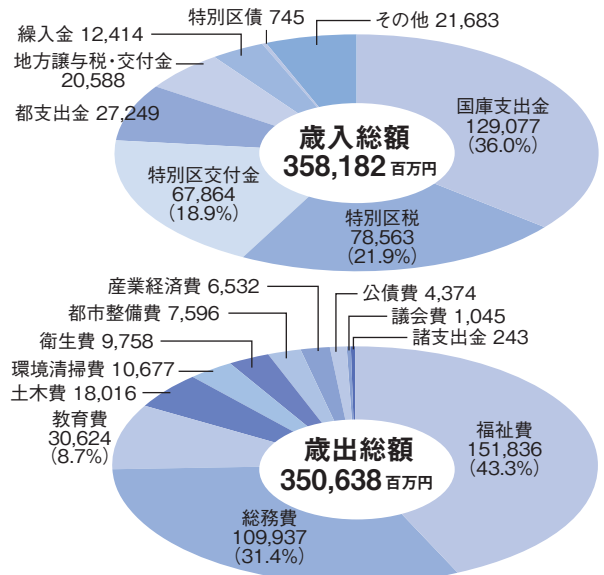 特別区債 745
その他 21,683
繰入金 12,414
地方譲与税・交付金
20,588
都支出金 27,249
国庫支出金
129,077
(36.0%)
歳入総額
358,182 百万円
特別区交付金
67,864
(18.9%)
特別区税
78,563
(21.9%)
産業経済費 6,532
公債費 4,374
都市整備費 7,596
議会費 1,045
衛生費 9,758
諸支出金 243
環境清掃費 10,677
土木費 18,016
教育費
30,624
(8.7%)
福祉費
151,836
(43.3%)
歳出総額
350,638 百万円
総務費
109,937
(31.4%)